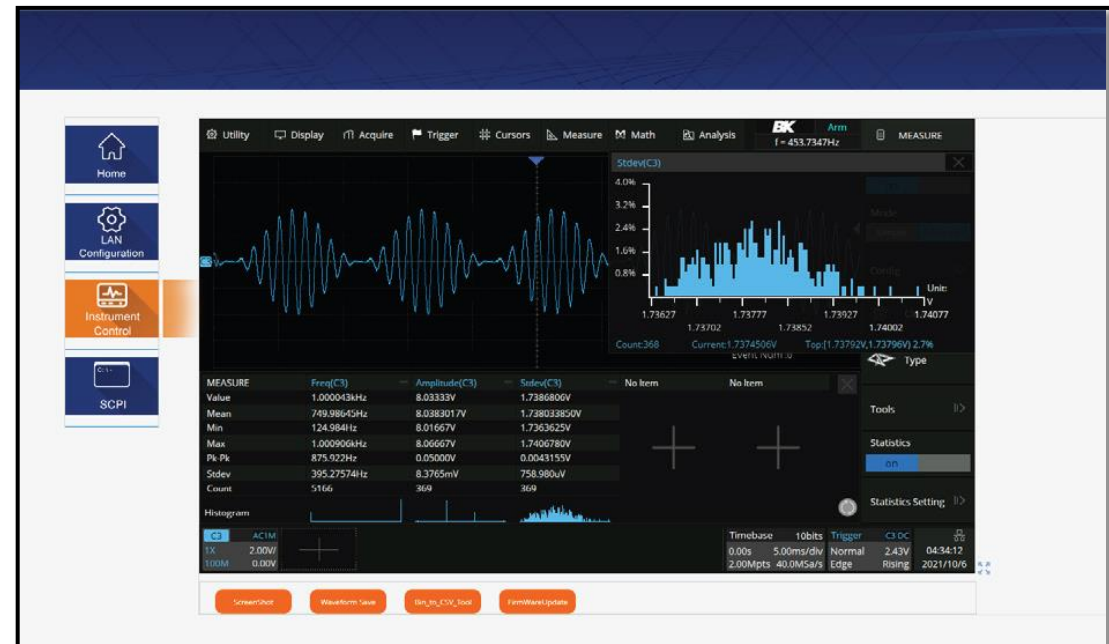 Utility Display Acquire Trigger Cursors Measure Math Analysis BK Arm MEASURE
f = 453.7347Hz
Home
LAN
Configuration
Instrument
Control
SCPI
Stdev(C3)
4.0%
3.2%
2.4%
1.6%
0.8%
Mode
Config
Unit:
V
1.73627 1.73777 1.73927 1.74077
1.73702 1.73852 1.74002
Count:368 Current:1.7374506V Top:[1.73792V,1.73796V) 2.7%
Event Num :0
C3
Type
Tools
Statistics
on
Statistics Setting
MEASURE Freq(C3) Amplitude(C3) Stdev(C3) No Item No Item
Value 1.000043kHz 8.03333V 1.7386806V
Mean 749.98645Hz 8.0383017V 1.738033850V
Min 124.984Hz 8.01667V 1.7363625V
Max 1.000906kHz 8.06667V 1.7406780V
Pk-Pk 875.922Hz 0.05000V 0.0043155V
Stdev 395.27574Hz 8.3765mV 758.980uV
Count 5166 369 369
Histogram
C3 AC1M
1X 2.00V/
100M 0.00V
Timebase 10bits Trigger C3 DC
0.00s 5.00ms/div Normal 2.43V 04:34:12
2.00Mpts 40.0MSa/s Edge Rising 2021/10/6
ScreenShot Waveform Save Bin_to_CSV_Tool FirmWareUpdate